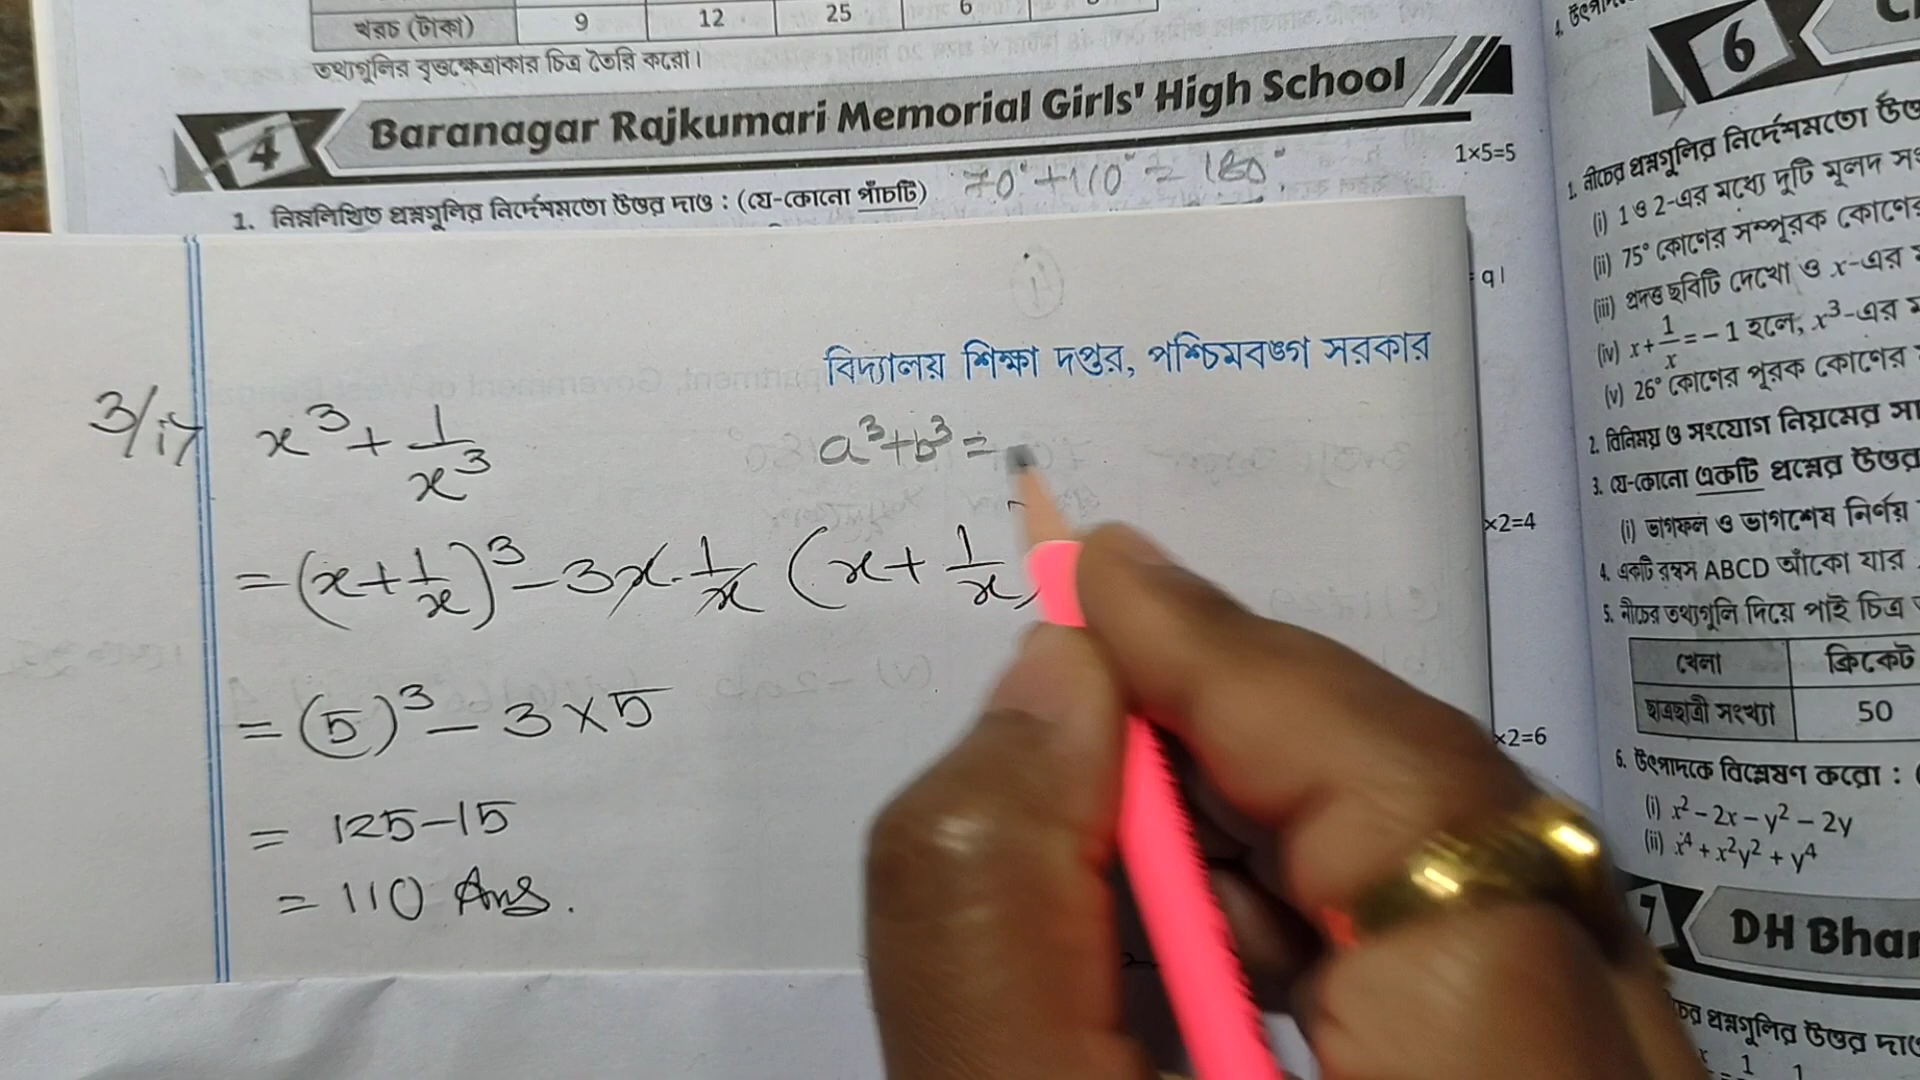 খরচ (টাকা) 9 12 25 6
তথ্যগুলির বৃত্তক্ষেত্রাকার চিত্র তৈরি করো।
4 Baranagar Rajkumari Memorial Girls' High School
1. নিম্নলিখিত প্রশ্নগুলির নির্দেশমতো উত্তর দাও : (যে-কোনো পাঁচটি) 70° + 110° = 180° 1×5=5
বিদ্যালয় শিক্ষা দপ্তর, পশ্চিমবঙ্গ সরকার
3/iv x³ + 1/x³
a³+b³ =
= (x + 1/x)³ - 3x · 1/x (x + 1/x)
= (5)³ - 3 × 5
= 125 - 15
= 110 Ans.
×2=4
×2=6
6
1. নীচের প্রশ্নগুলির নির্দেশমতো
(i) 1 ও 2-এর মধ্যে দুটি মূলদ
(ii) 75° কোণের সম্পূরক কোণের
(iii) প্রদত্ত ছবিটি দেখো ও x-এর
(iv) x + 1/x = – 1 হলে, x³-এর
(v) 26° কোণের পূরক কোণের
2. বিনিময় ও সংযোগ নিয়মের
3. যে-কোনো একটি প্রশ্নের উত্তর
(i) ভাগফল ও ভাগশেষ নির্ণয়
4. একটি রম্বস ABCD আঁকো যার
5. নীচের তথ্যগুলি দিয়ে পাই চিত্র
খেলা ক্রিকেট
ছাত্রছাত্রী সংখ্যা 50
6. উৎপাদকে বিশ্লেষণ করো :
(i) x² – 2x – y² – 2y
(ii) x⁴ + x²y² + y⁴
7 DH
প্রশ্নগুলির উত্তর